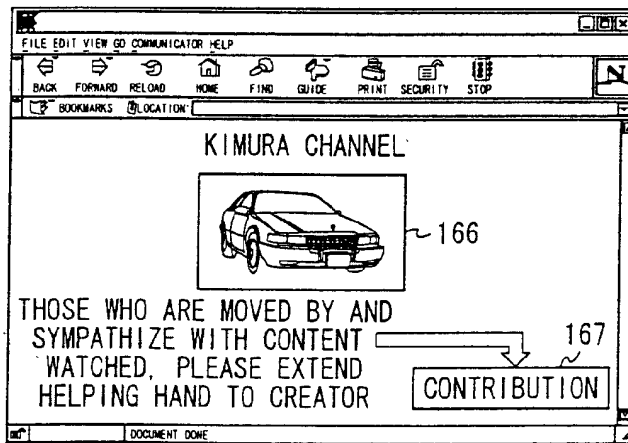 FILE EDIT VIEW GO COMMUNICATOR HELP
BACK FORWARD RELOAD HOME FIND GUIDE PRINT SECURITY STOP
N
BOOKMARKS LOCATION:
KIMURA CHANNEL
166
THOSE WHO ARE MOVED BY AND
SYMPATHIZE WITH CONTENT
WATCHED, PLEASE EXTEND
HELPING HAND TO CREATOR
167
CONTRIBUTION
DOCUMENT DONE